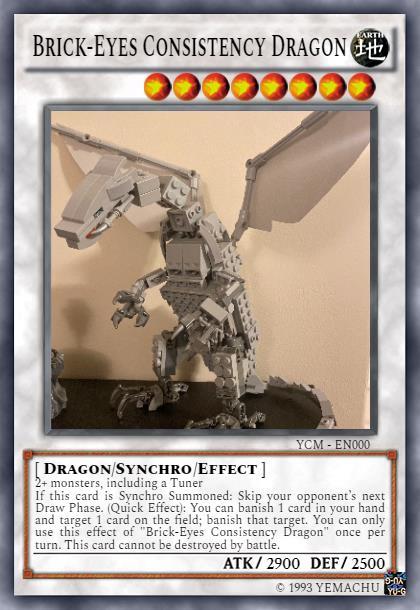 BRICK-EYES CONSISTENCY DRAGON
EARTH
地
YCM - EN000
[ DRAGON/SYNCHRO/EFFECT ]
2+ monsters, including a Tuner
If this card is Synchro Summoned: Skip your opponent's next
Draw Phase. (Quick Effect): You can banish 1 card in your hand
and target 1 card on the field; banish that target. You can only
use this effect of "Brick-Eyes Consistency Dragon" once per
turn. This card cannot be destroyed by battle.
ATK / 2900 DEF / 2500
© 1993 YEMACHU